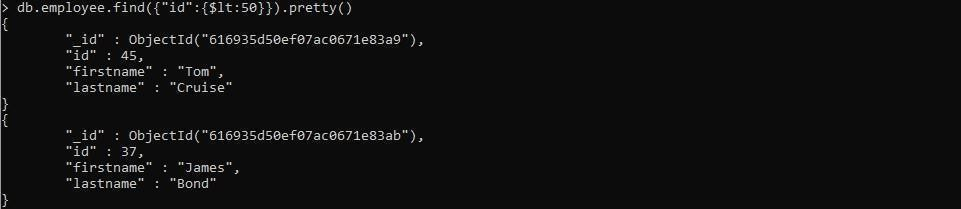 > db.employee.find({"id":{$lt:50}}).pretty()
{
        "_id" : ObjectId("616935d50ef07ac0671e83a9"),
        "id" : 45,
        "firstname" : "Tom",
        "lastname" : "Cruise"
}
{
        "_id" : ObjectId("616935d50ef07ac0671e83ab"),
        "id" : 37,
        "firstname" : "James",
        "lastname" : "Bond"
}